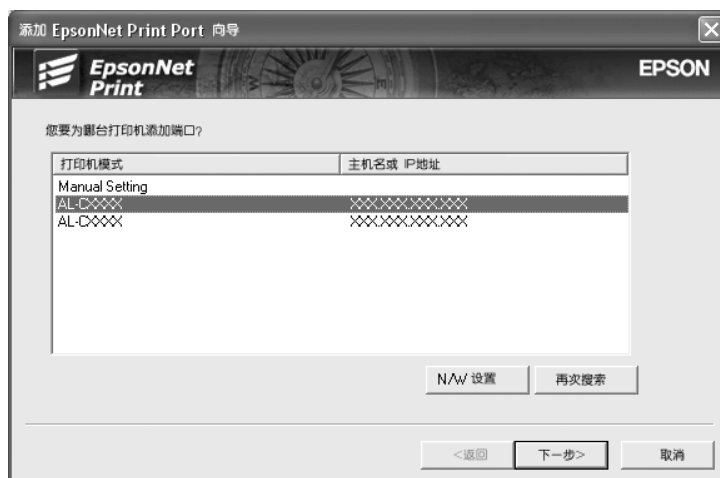 添加 EpsonNet Print Port 向导
EpsonNet
Print
EPSON
您要为哪台打印机添加端口?
打印机模式 主机名或 IP地址
Manual Setting
AL-CXXXX XXX.XXX.XXX.XXX
AL-CXXXX XXX.XXX.XXX.XXX
N/W 设置 再次搜索
<返回 下一步> 取消